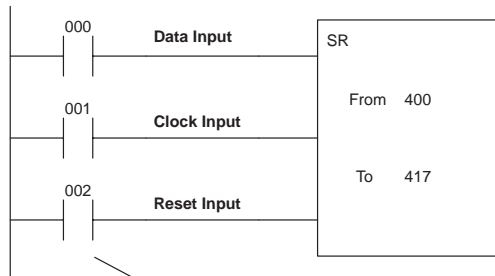 000
Data Input
SR
From 400
001
Clock Input
To 417
002
Reset Input